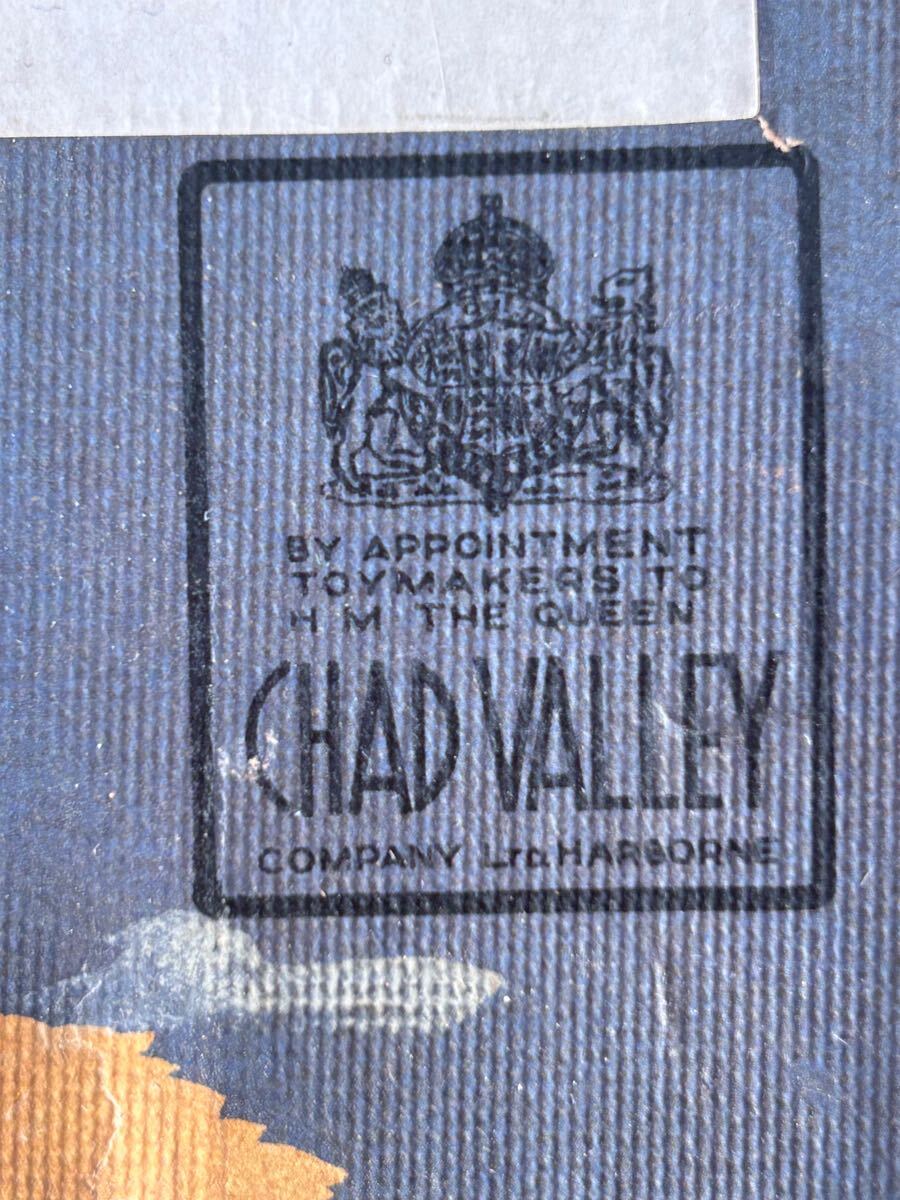 BY APPOINTMENT
TOYMAKERS TO
H M THE QUEEN
CHAD VALLEY
COMPANY LTD. HARBORNE